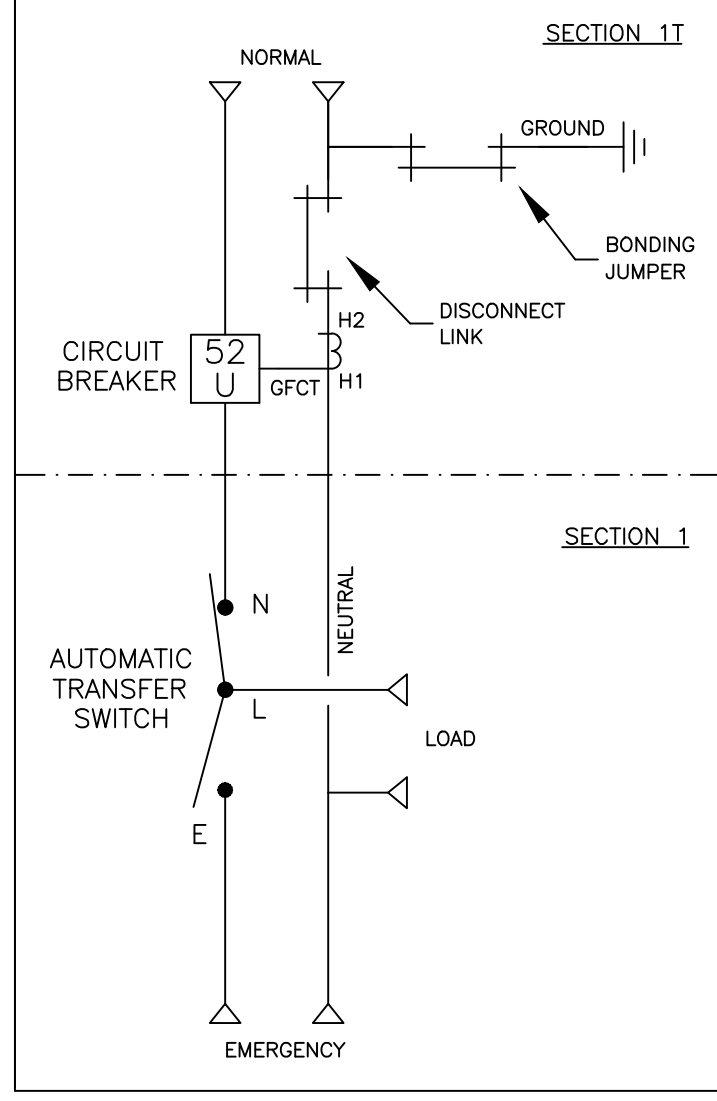 SECTION 1T
NORMAL
GROUND
BONDING
JUMPER
DISCONNECT
LINK
H2
CIRCUIT
BREAKER
52
U
GFCT
H1
SECTION 1
NEUTRAL
N
AUTOMATIC
TRANSFER
SWITCH
L
LOAD
E
EMERGENCY